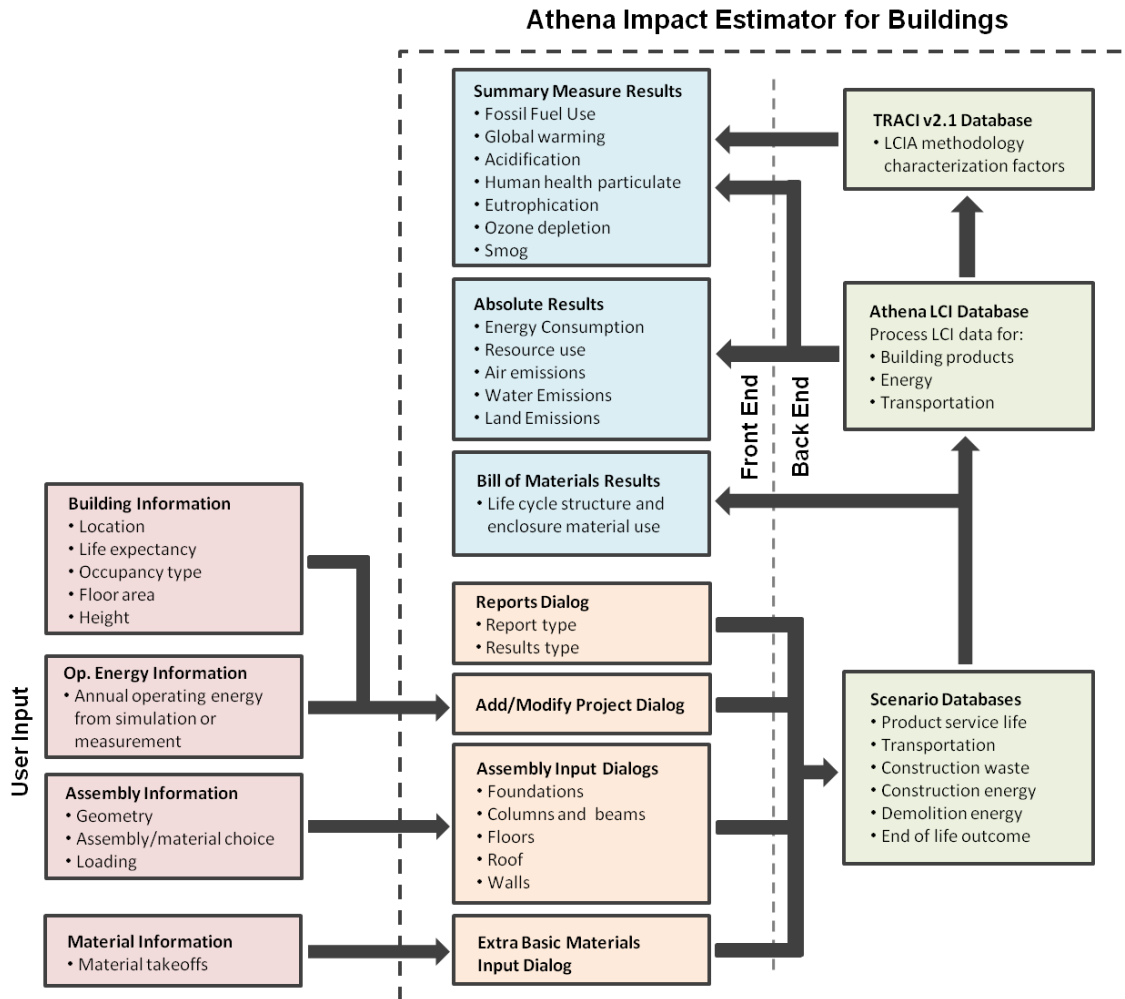 Athena Impact Estimator for Buildings
Summary Measure Results
• Fossil Fuel Use
• Global warming
• Acidification
• Human health particulate
• Eutrophication
• Ozone depletion
• Smog
TRACI v2.1 Database
• LCIA methodology
characterization factors
Absolute Results
• Energy Consumption
• Resource use
• Air emissions
• Water Emissions
• Land Emissions
Athena LCI Database
Process LCI data for:
• Building products
• Energy
• Transportation
Front End
Back End
Bill of Materials Results
• Life cycle structure and
enclosure material use
User Input
Building Information
• Location
• Life expectancy
• Occupancy type
• Floor area
• Height
Op. Energy Information
• Annual operating energy
from simulation or
measurement
Assembly Information
• Geometry
• Assembly/material choice
• Loading
Material Information
• Material takeoffs
Reports Dialog
• Report type
• Results type
Add/Modify Project Dialog
Assembly Input Dialogs
• Foundations
• Columns and beams
• Floors
• Roof
• Walls
Extra Basic Materials
Input Dialog
Scenario Databases
• Product service life
• Transportation
• Construction waste
• Construction energy
• Demolition energy
• End of life outcome